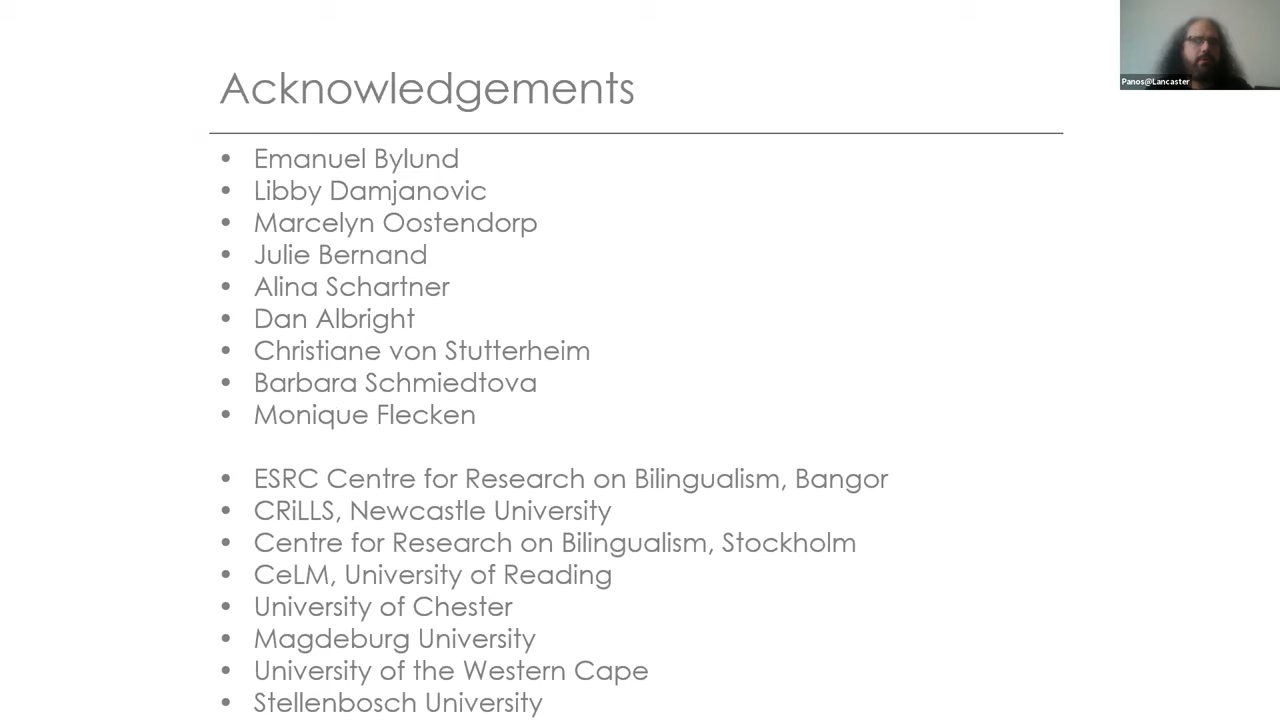 Acknowledgements
Panos@Lancaster
• Emanuel Bylund
• Libby Damjanovic
• Marcelyn Oostendorp
• Julie Bernand
• Alina Schartner
• Dan Albright
• Christiane von Stutterheim
• Barbara Schmiedtova
• Monique Flecken
• ESRC Centre for Research on Bilingualism, Bangor
• CRiLLS, Newcastle University
• Centre for Research on Bilingualism, Stockholm
• CeLM, University of Reading
• University of Chester
• Magdeburg University
• University of the Western Cape
• Stellenbosch University